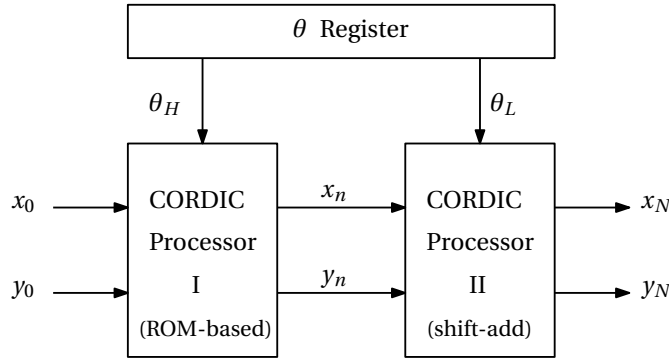 θ Register
θ_H
θ_L
x_0
CORDIC
Processor
I
(ROM-based)
x_n
CORDIC
Processor
II
(shift-add)
x_N
y_0
y_n
y_N